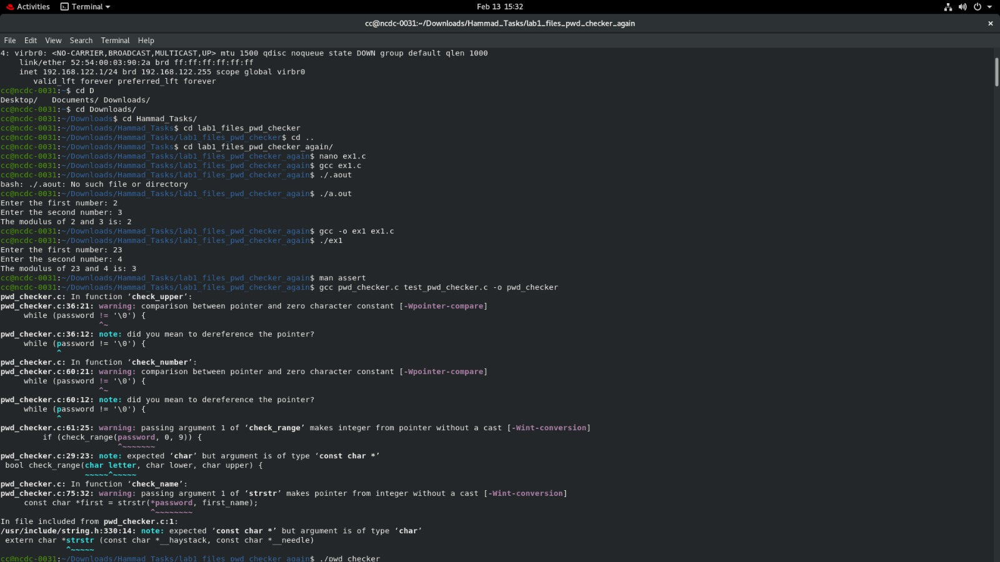 Activities Terminal Feb 13 15:32
cc@ncdc-0031:~/Downloads/Hammad_Tasks/lab1_files_pwd_checker_again
File Edit View Search Terminal Help
4: virbr0: <NO-CARRIER,BROADCAST,MULTICAST,UP> mtu 1500 qdisc noqueue state DOWN group default qlen 1000
    link/ether 52:54:00:03:90:2a brd ff:ff:ff:ff:ff:ff
    inet 192.168.122.1/24 brd 192.168.122.255 scope global virbr0
       valid_lft forever preferred_lft forever
cc@ncdc-0031:~$ cd D
Desktop/   Documents/ Downloads/
cc@ncdc-0031:~$ cd Downloads/
cc@ncdc-0031:~/Downloads$ cd Hammad_Tasks/
cc@ncdc-0031:~/Downloads/Hammad_Tasks$ cd lab1_files_pwd_checker
cc@ncdc-0031:~/Downloads/Hammad_Tasks/lab1_files_pwd_checker$ cd ..
cc@ncdc-0031:~/Downloads/Hammad_Tasks$ cd lab1_files_pwd_checker_again/
cc@ncdc-0031:~/Downloads/Hammad_Tasks/lab1_files_pwd_checker_again$ nano ex1.c
cc@ncdc-0031:~/Downloads/Hammad_Tasks/lab1_files_pwd_checker_again$ gcc ex1.c
cc@ncdc-0031:~/Downloads/Hammad_Tasks/lab1_files_pwd_checker_again$ ./.aout
bash: ./.aout: No such file or directory
cc@ncdc-0031:~/Downloads/Hammad_Tasks/lab1_files_pwd_checker_again$ ./a.out
Enter the first number: 2
Enter the second number: 3
The modulus of 2 and 3 is: 2
cc@ncdc-0031:~/Downloads/Hammad_Tasks/lab1_files_pwd_checker_again$ gcc -o ex1 ex1.c
cc@ncdc-0031:~/Downloads/Hammad_Tasks/lab1_files_pwd_checker_again$ ./ex1
Enter the first number: 23
Enter the second number: 4
The modulus of 23 and 4 is: 3
cc@ncdc-0031:~/Downloads/Hammad_Tasks/lab1_files_pwd_checker_again$ man assert
cc@ncdc-0031:~/Downloads/Hammad_Tasks/lab1_files_pwd_checker_again$ gcc pwd_checker.c test_pwd_checker.c -o pwd_checker
pwd_checker.c: In function ‘check_upper’:
pwd_checker.c:36:21: warning: comparison between pointer and zero character constant [-Wpointer-compare]
     while (password != '\0') {
                     ^~
pwd_checker.c:36:12: note: did you mean to dereference the pointer?
     while (password != '\0') {
            ^
pwd_checker.c: In function ‘check_number’:
pwd_checker.c:60:21: warning: comparison between pointer and zero character constant [-Wpointer-compare]
     while (password != '\0') {
                     ^~
pwd_checker.c:60:12: note: did you mean to dereference the pointer?
     while (password != '\0') {
            ^
pwd_checker.c:61:25: warning: passing argument 1 of ‘check_range’ makes integer from pointer without a cast [-Wint-conversion]
         if (check_range(password, 0, 9)) {
                         ^~~~~~~~
pwd_checker.c:29:23: note: expected ‘char’ but argument is of type ‘const char *’
 bool check_range(char letter, char lower, char upper) {
                  ~~~~~^~~~~~
pwd_checker.c: In function ‘check_name’:
pwd_checker.c:75:32: warning: passing argument 1 of ‘strstr’ makes pointer from integer without a cast [-Wint-conversion]
     const char *first = strstr(*password, first_name);
                                ^~~~~~~~~
In file included from pwd_checker.c:1:
/usr/include/string.h:330:14: note: expected ‘const char *’ but argument is of type ‘char’
 extern char *strstr (const char *__haystack, const char *__needle)
              ^~~~~~
cc@ncdc-0031:~/Downloads/Hammad_Tasks/lab1_files_pwd_checker_again$ ./pwd_checker